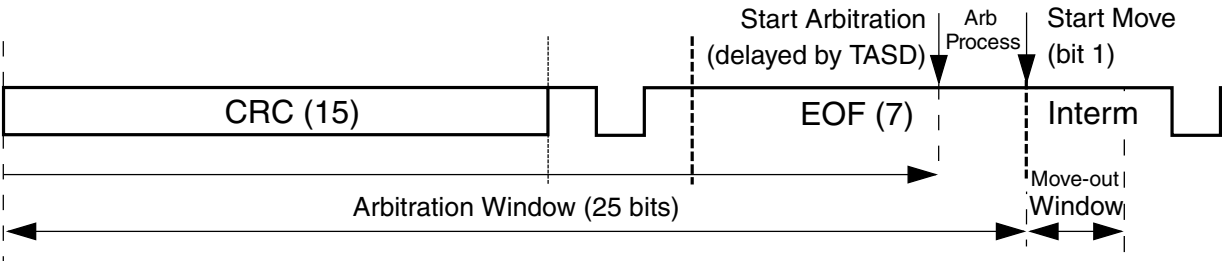 Start Arbitration
(delayed by TASD)
Arb
Process
Start Move
(bit 1)
CRC (15)
EOF (7)
Interm
Arbitration Window (25 bits)
Move-out
Window